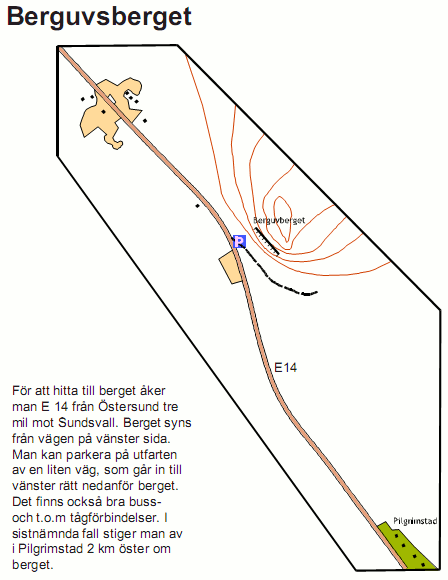 Berguvsberget
Berguvberget
P
E14
För att hitta till berget åker
man E 14 från Östersund tre
mil mot Sundsvall. Berget syns
från vägen på vänster sida.
Man kan parkera på utfarten
av en liten väg, som går in till
vänster rätt nedanför berget.
Det finns också bra buss-
och t.o.m tågförbindelser. I
sistnämnda fall stiger man av
i Pilgrimstad 2 km öster om
berget.
Pilgrimstad